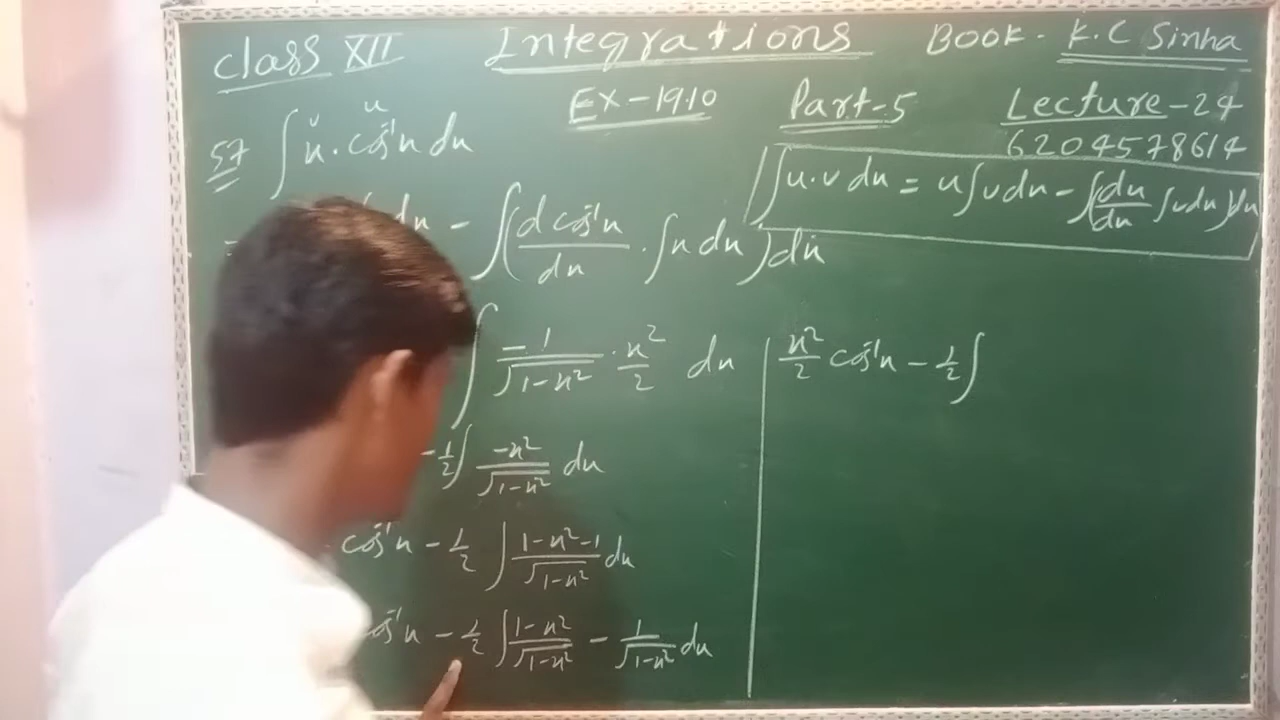 Class XII Integrations BOOK - K.C Sinha
EX-19.10 Part-5 Lecture-24
6204578614
57 ∫ x . cos⁻¹x dx
v u
∫u.v dx = u∫v dx - ∫(du/dx ∫v dx) dx
dx - ∫(d cos⁻¹x/dx . ∫x dx) dx
∫ -1/√1-x² . x²/2 dx
-1/2 ∫ -x²/√1-x² dx
cos⁻¹x - 1/2 ∫ 1-x²-1/√1-x² dx
cos⁻¹x - 1/2 ∫ 1-x²/√1-x² - 1/√1-x² dx
x²/2 cos⁻¹x - 1/2 ∫